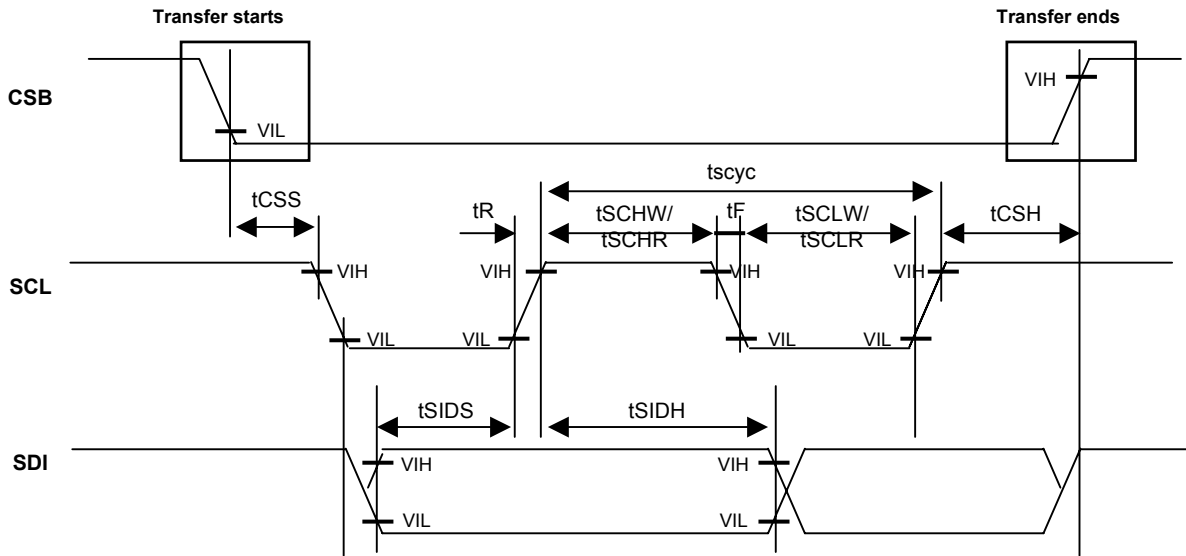 Transfer starts
Transfer ends
CSB
VIL
VIH
tscyc
tCSS
tR
tSCHW/
tSCHR
tF
tSCLW/
tSCLR
tCSH
SCL
VIH
VIH
VIH
VIH
VIL
VIL
VIL
VIL
tSIDS
tSIDH
SDI
VIH
VIH
VIL
VIL